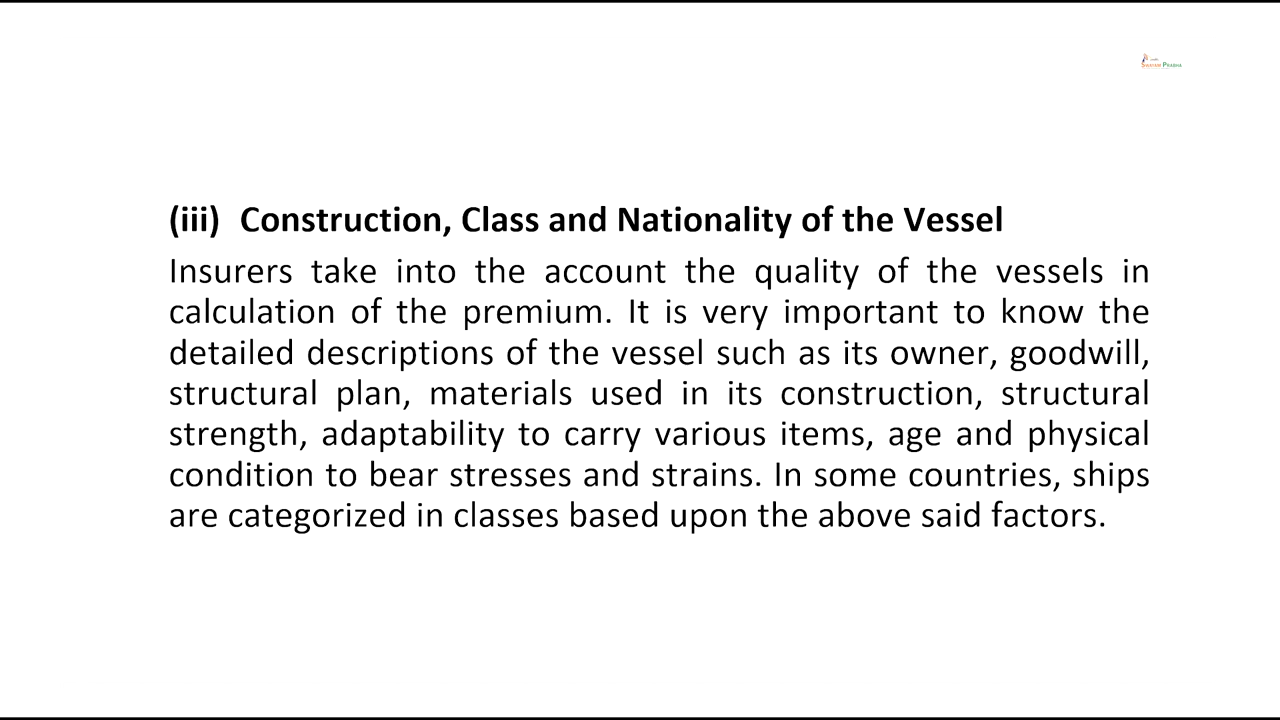 Swayam Prabha
(iii) Construction, Class and Nationality of the Vessel
Insurers take into the account the quality of the vessels in
calculation of the premium. It is very important to know the
detailed descriptions of the vessel such as its owner, goodwill,
structural plan, materials used in its construction, structural
strength, adaptability to carry various items, age and physical
condition to bear stresses and strains. In some countries, ships
are categorized in classes based upon the above said factors.